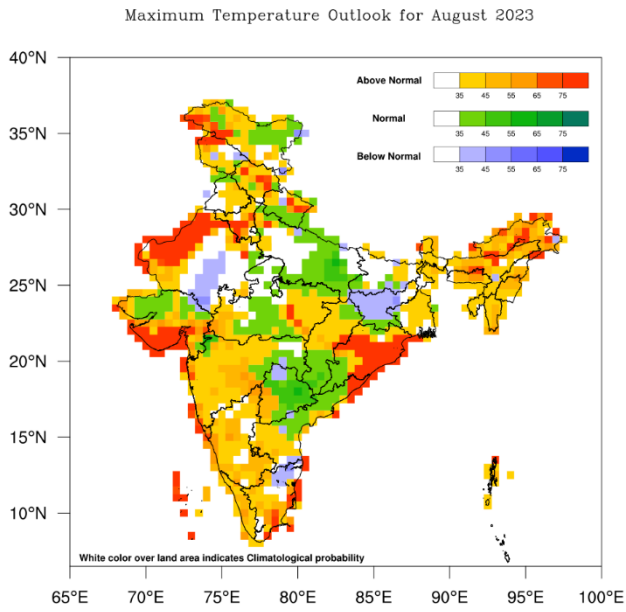 Maximum Temperature Outlook for August 2023
40°N
35°N
30°N
25°N
20°N
15°N
10°N
Above Normal
35 45 55 65 75
Normal
35 45 55 65 75
Below Normal
35 45 55 65 75
White color over land area indicates Climatological probability
65°E 70°E 75°E 80°E 85°E 90°E 95°E 100°E